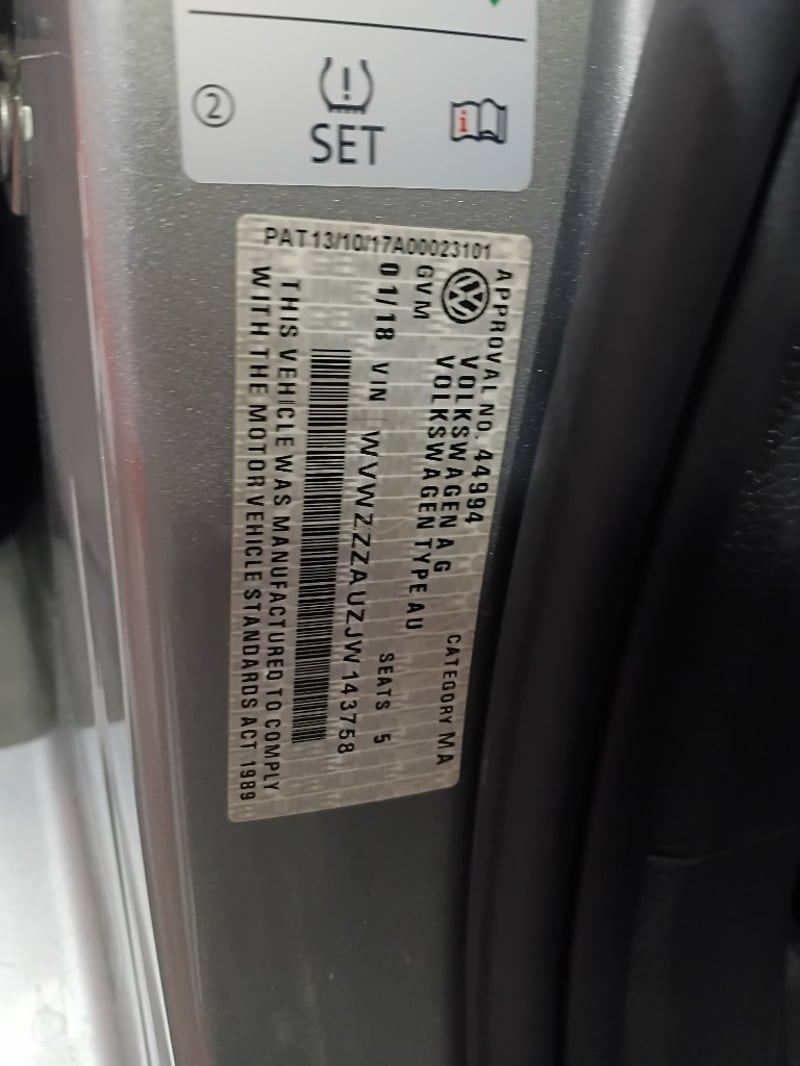 ②
SET
i
PAT13/10/17A00023101
APPROVAL NO. 44994 CATEGORY MA
VOLKSWAGEN AG
VOLKSWAGEN TYPE AU
GVM SEATS 5
01/18 VIN WVWZZZAUZJW143758
THIS VEHICLE WAS MANUFACTURED TO COMPLY
WITH THE MOTOR VEHICLE STANDARDS ACT 1989